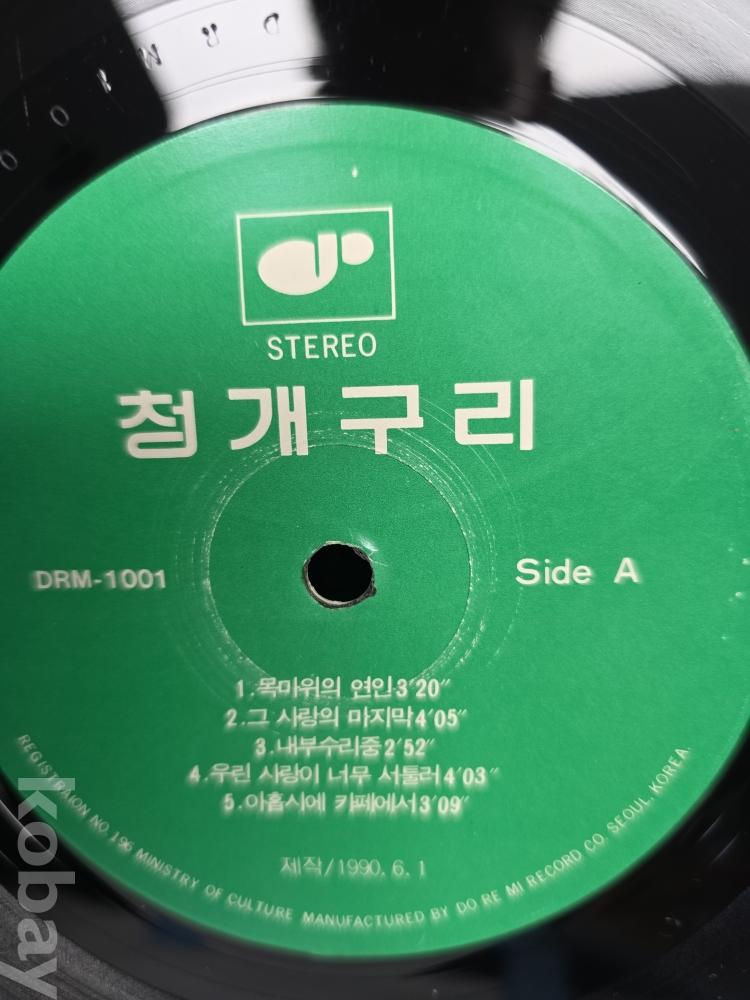 DRM100
STEREO
청개구리
DRM-1001
Side A
1.목마위의 연인3′20″
2.그 사랑의 마지막4′05″
3.내부수리중2′52″
4.우린 사랑이 너무 서툴러4′03″
5.아홉시에 카페에서3′09″
제작/1990.6.1
REGISTRAION NO.196 MINISTRY OF CULTURE MANUFACTURED BY DO RE MI RECORD CO. SEOUL. KOREA.
kobay